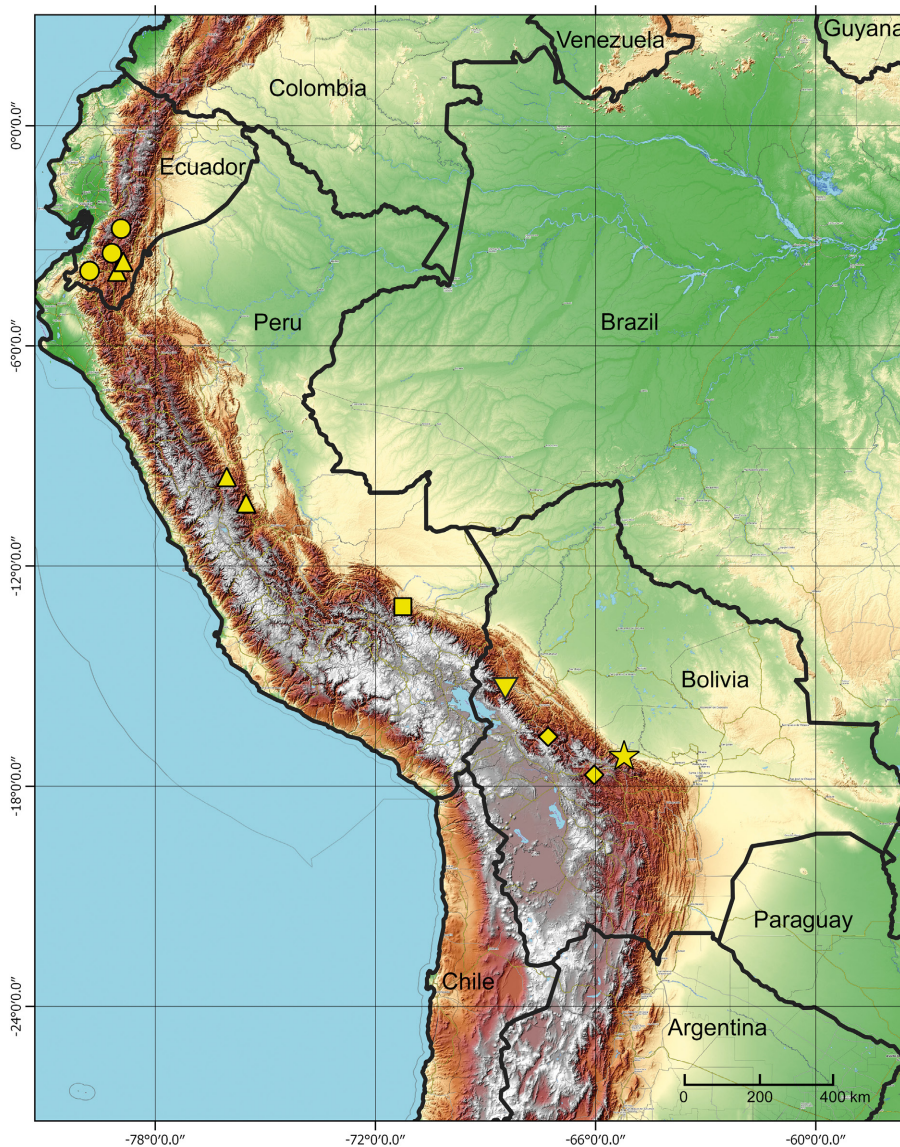 Venezuela
Guyana
Colombia
0°0'0.0"
Ecuador
Peru
Brazil
-6°0'0.0"
-12°0'0.0"
Bolivia
-18°0'0.0"
Paraguay
Chile
-24°0'0.0"
Argentina
0 200 400 km
-78°0'0.0" -72°0'0.0" -66°0'0.0" -60°0'0.0"